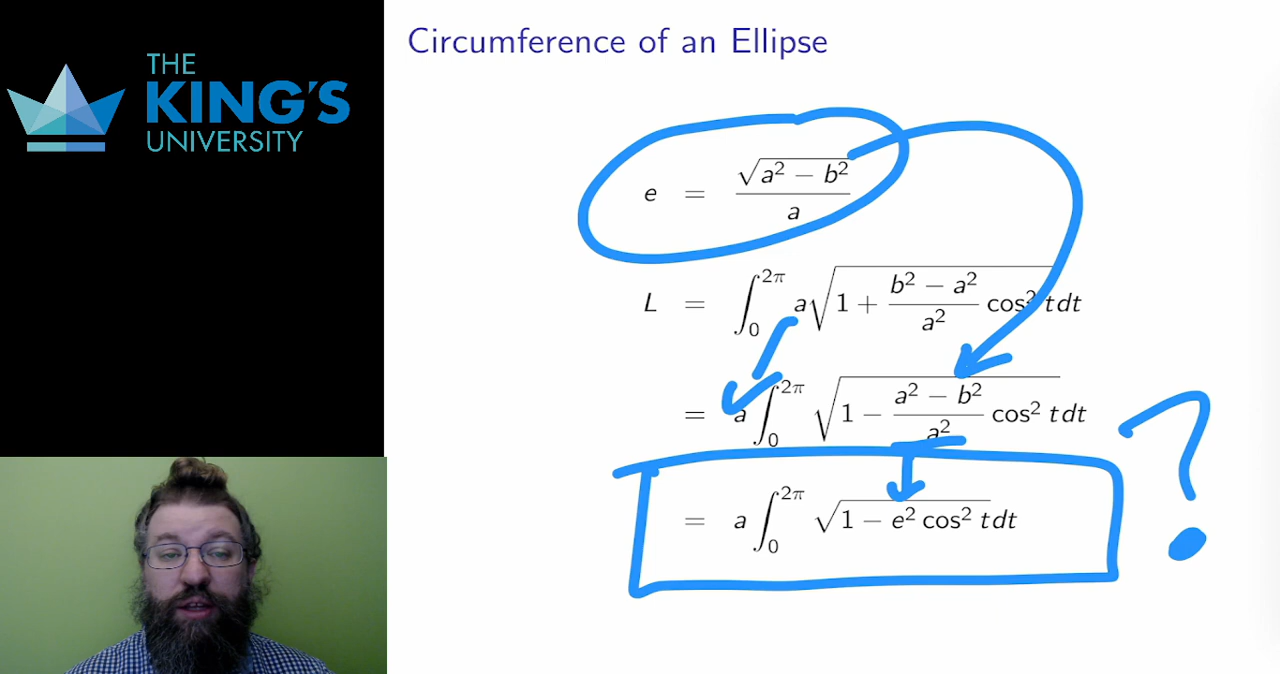 THE
KING'S
UNIVERSITY
Circumference of an Ellipse
e = √(a² − b²) / a
L = ∫₀^{2π} a√(1 + (b² − a²)/a² cos² t) dt
= a ∫₀^{2π} √(1 − (a² − b²)/a² cos² t) dt
= a ∫₀^{2π} √(1 − e² cos² t) dt
?